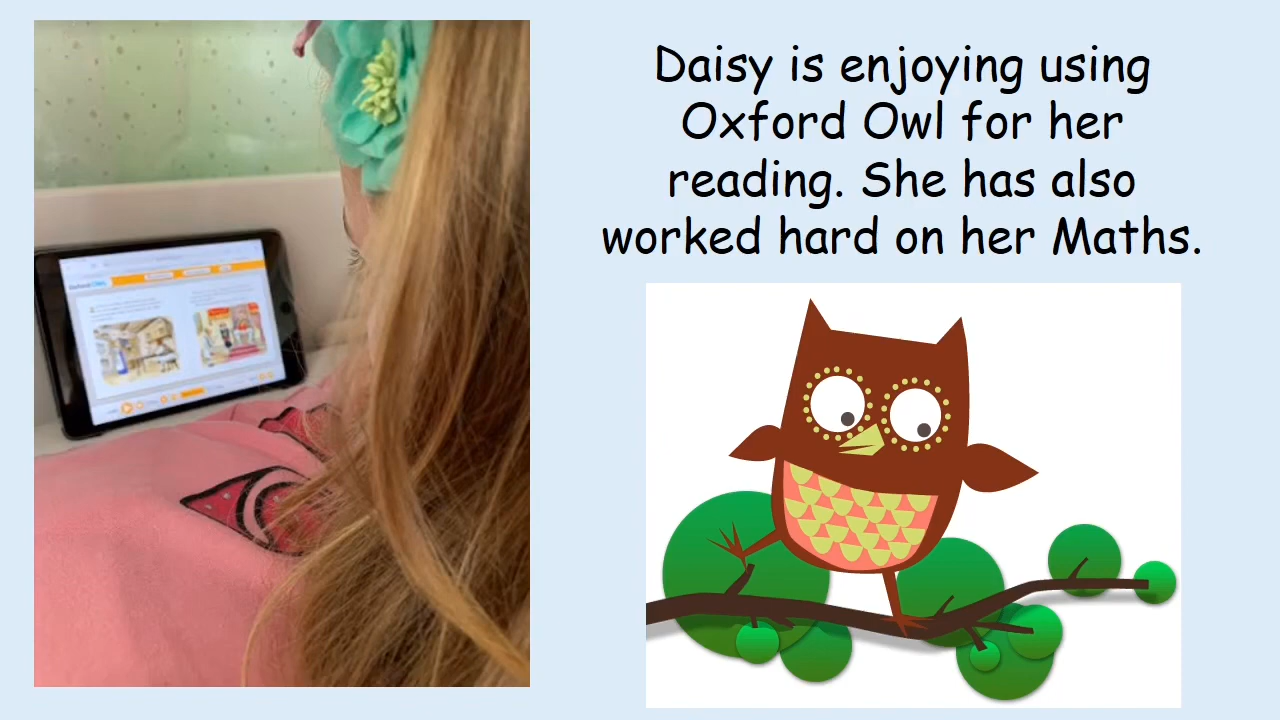 Daisy is enjoying using
Oxford Owl for her
reading. She has also
worked hard on her Maths.